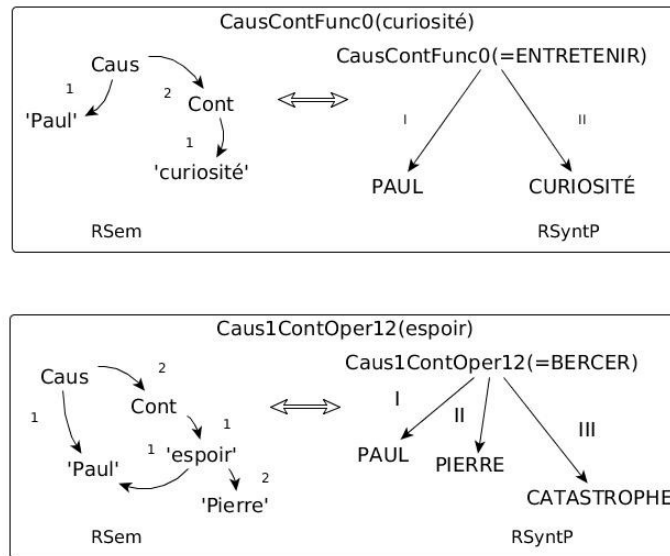 CausContFunc0(curiosité)
CausContFunc0(=ENTRETENIR)
Caus
1
2
'Paul'
Cont
1
'curiosité'
I
II
PAUL
CURIOSITÉ
RSem
RSyntP
Caus1ContOper12(espoir)
Caus1ContOper12(=BERCER)
Caus
2
Cont
1
1
1
'espoir'
'Paul'
2
'Pierre'
I
II
III
PAUL
PIERRE
CATASTROPHE
RSem
RSyntP